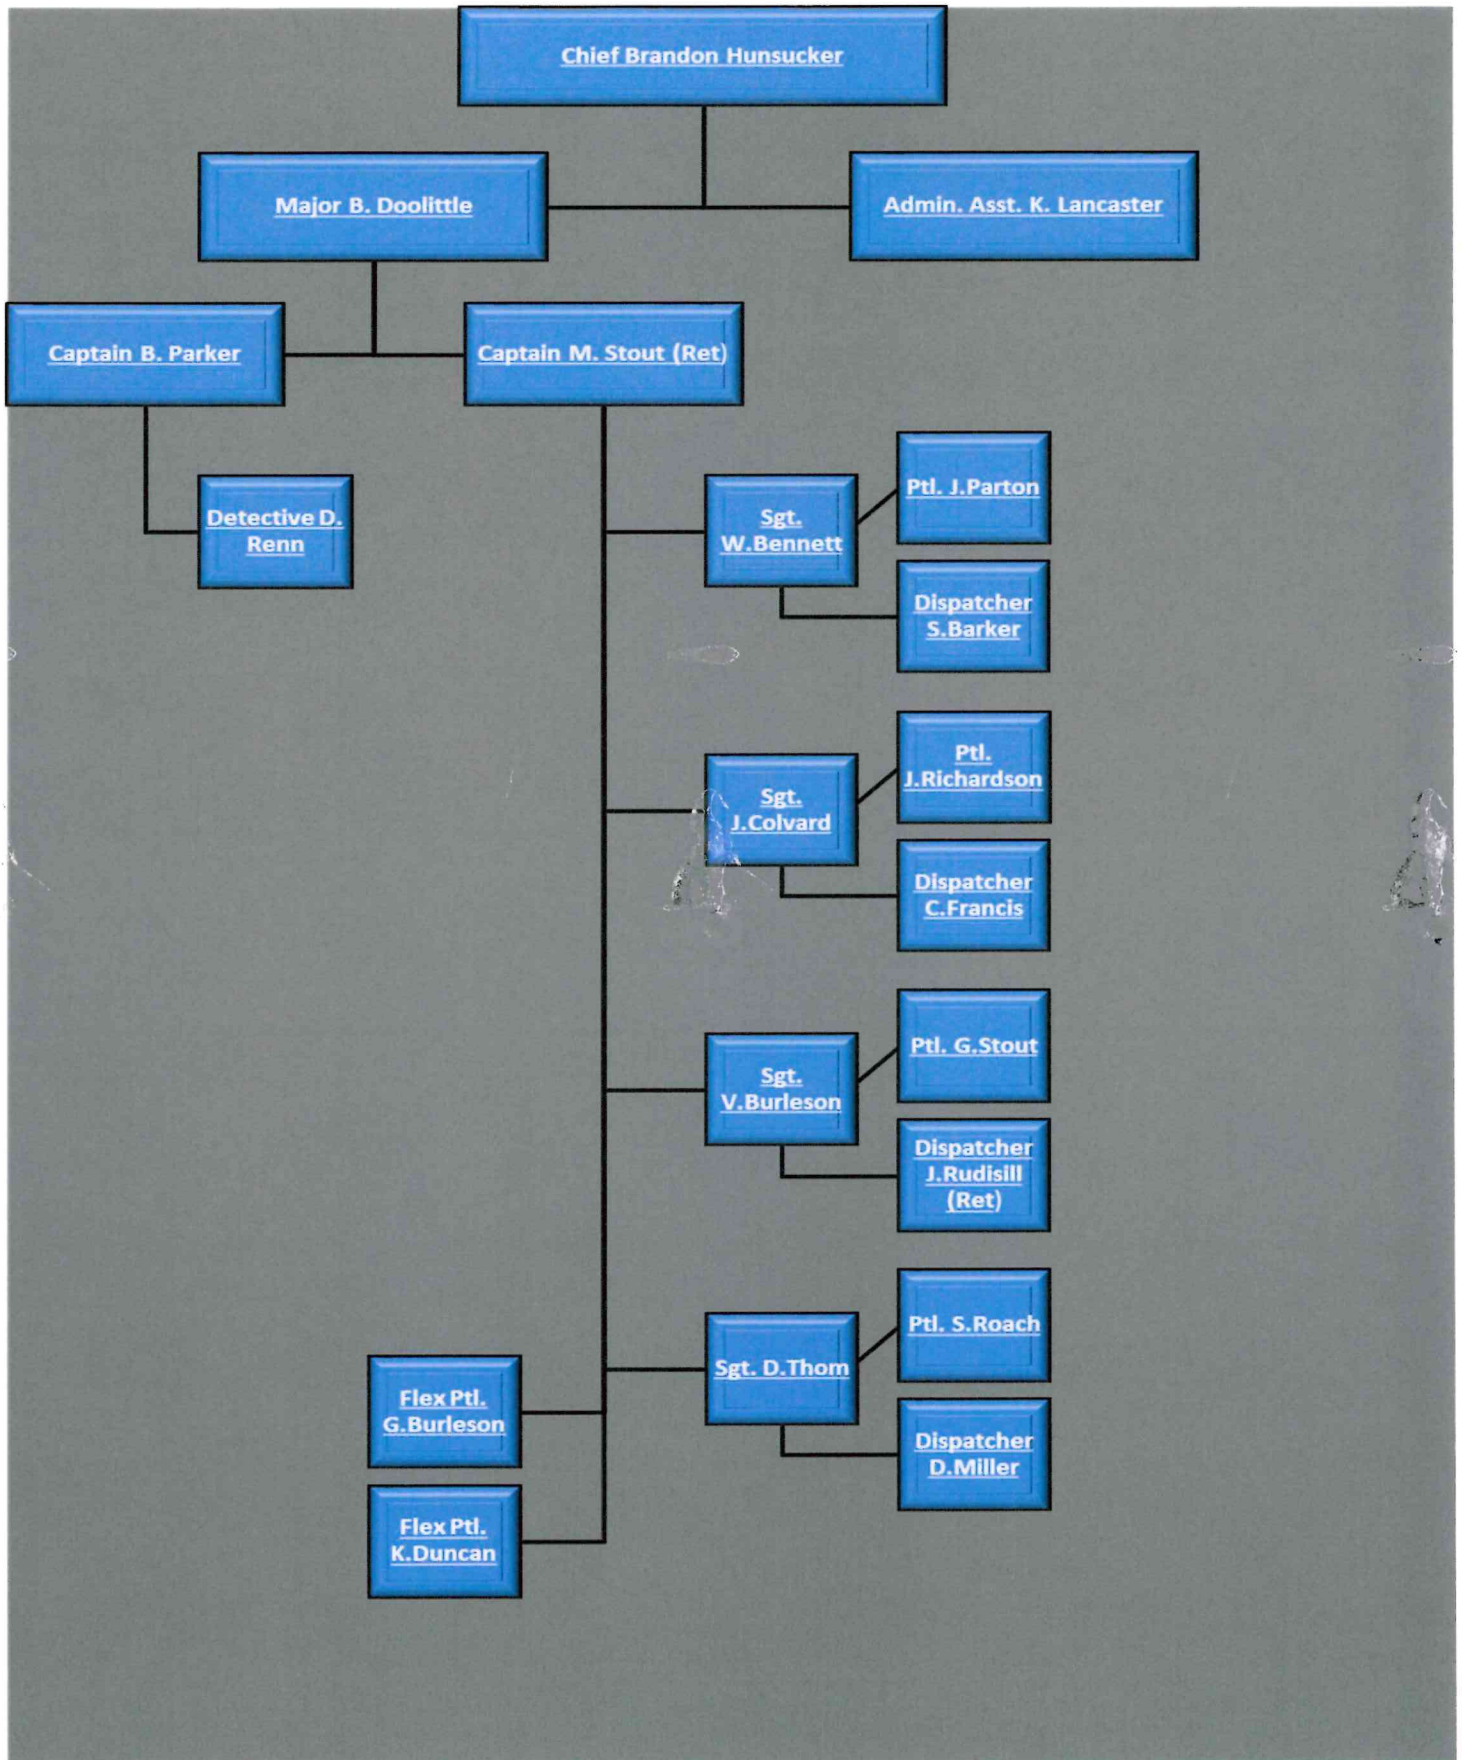 Chief Brandon Hunsucker
Major B. Doolittle
Admin. Asst. K. Lancaster
Captain B. Parker
Captain M. Stout (Ret)
Detective D.
Renn
Sgt.
W.Bennett
Ptl. J.Parton
Dispatcher
S.Barker
Sgt.
J.Colvard
Ptl.
J.Richardson
Dispatcher
C.Francis
Sgt.
V.Burleson
Ptl. G.Stout
Dispatcher
J.Rudisill
(Ret)
Sgt. D.Thom
Ptl. S.Roach
Dispatcher
D.Miller
Flex Ptl.
G.Burleson
Flex Ptl.
K.Duncan